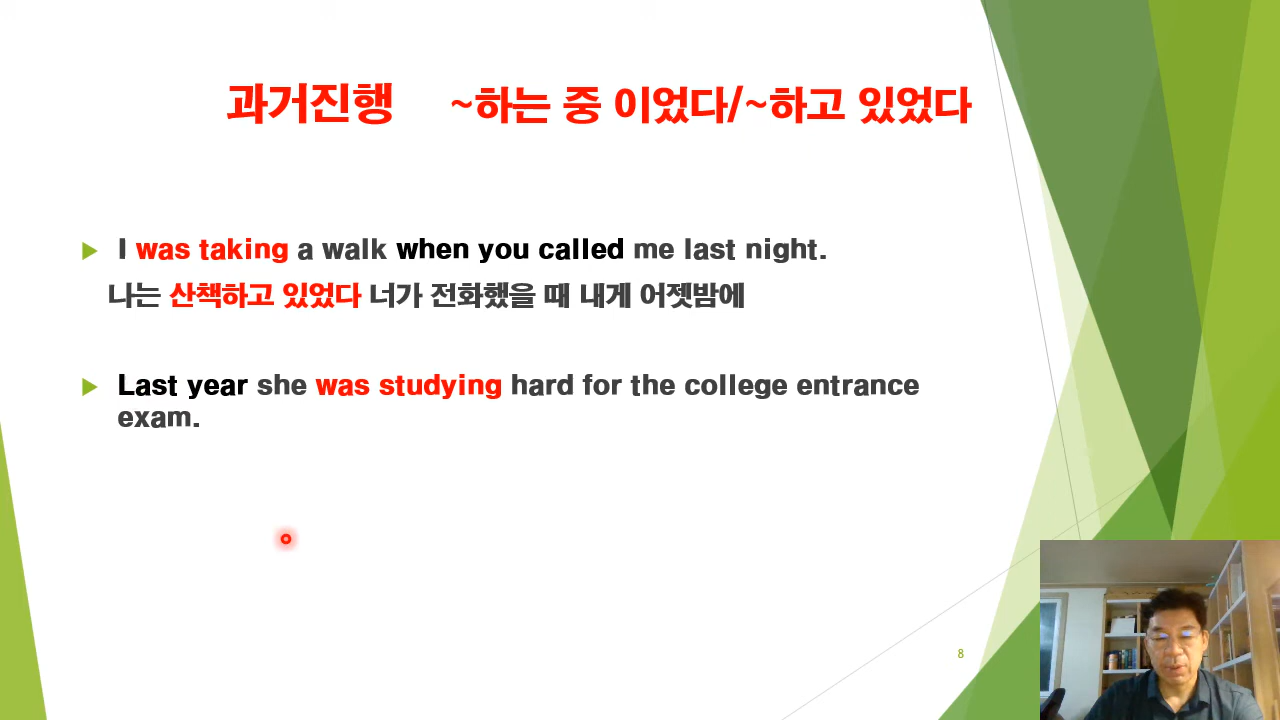 과거진행 ~하는 중 이었다/~하고 있었다
I was taking a walk when you called me last night.
나는 산책하고 있었다 너가 전화했을 때 내게 어젯밤에
Last year she was studying hard for the college entrance
exam.
8